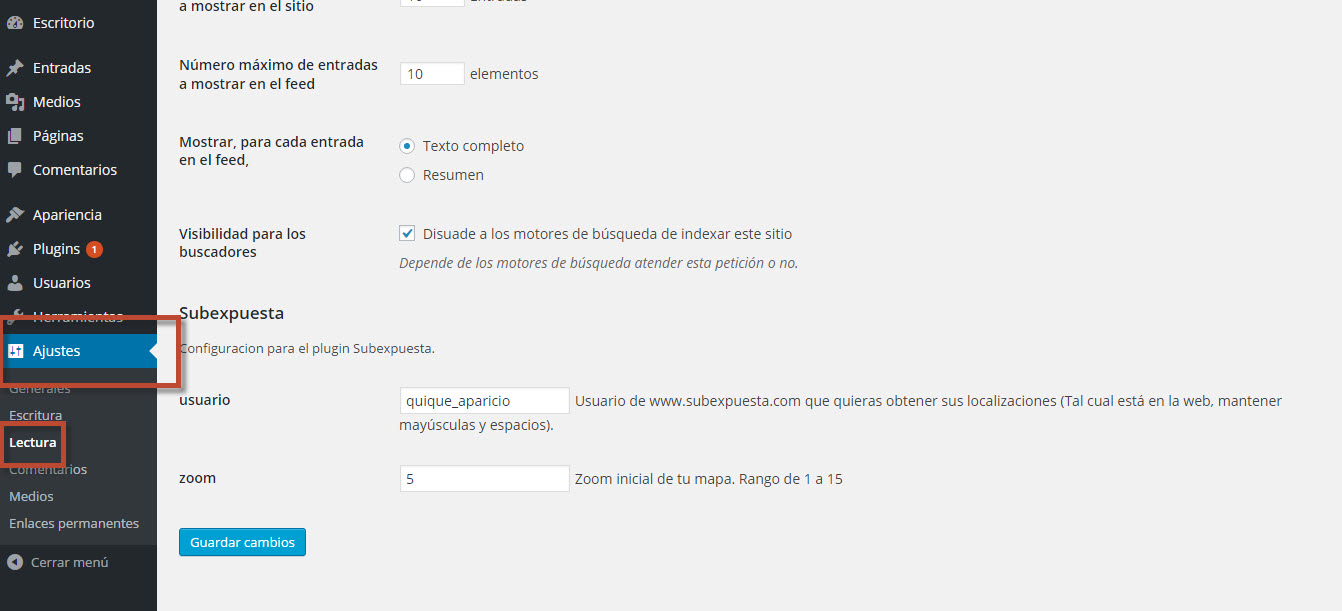 Escritorio
Entradas
Medios
Páginas
Comentarios
Apariencia
Plugins 1
Usuarios
Herramientas
Ajustes
Generales
Escritura
Lectura
Comentarios
Medios
Enlaces permanentes
Cerrar menú
a mostrar en el sitio
Número máximo de entradas
a mostrar en el feed
10 elementos
Mostrar, para cada entrada
en el feed,
Texto completo
Resumen
Visibilidad para los
buscadores
Disuade a los motores de búsqueda de indexar este sitio
Depende de los motores de búsqueda atender esta petición o no.
Subexpuesta
Configuracion para el plugin Subexpuesta.
usuario
quique_aparicio Usuario de www.subexpuesta.com que quieras obtener sus localizaciones (Tal cual está en la web, mantener
mayúsculas y espacios).
zoom
5 Zoom inicial de tu mapa. Rango de 1 a 15
Guardar cambios